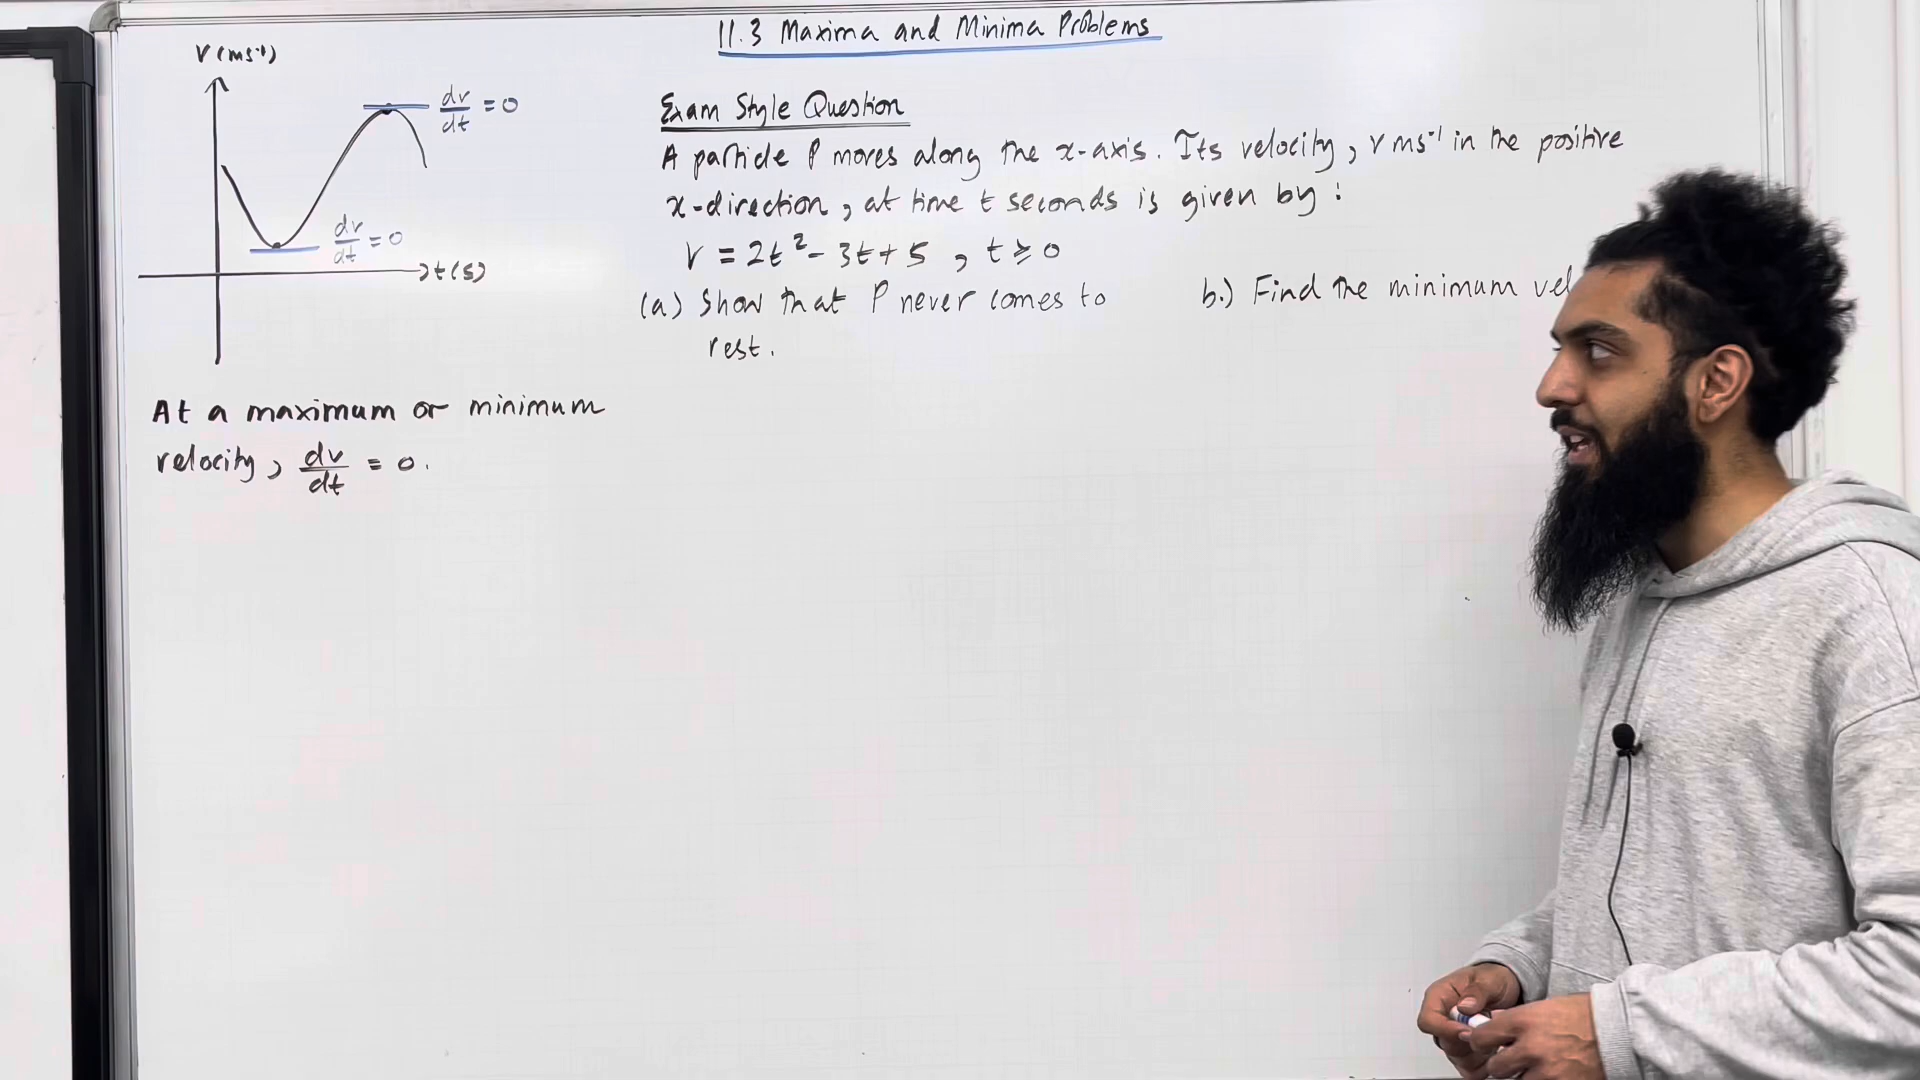 11.3 Maxima and Minima Problems
V (ms⁻¹)
dv/dt = 0
dv/dt = 0
t(s)
At a maximum or minimum
velocity, dv/dt = 0.
Exam Style Question
A particle P moves along the x-axis. Its velocity, v ms⁻¹ in the positive
x-direction, at time t seconds is given by:
v = 2t² - 3t + 5 , t ≥ 0
(a) Show that P never comes to
rest.
b.) Find the minimum